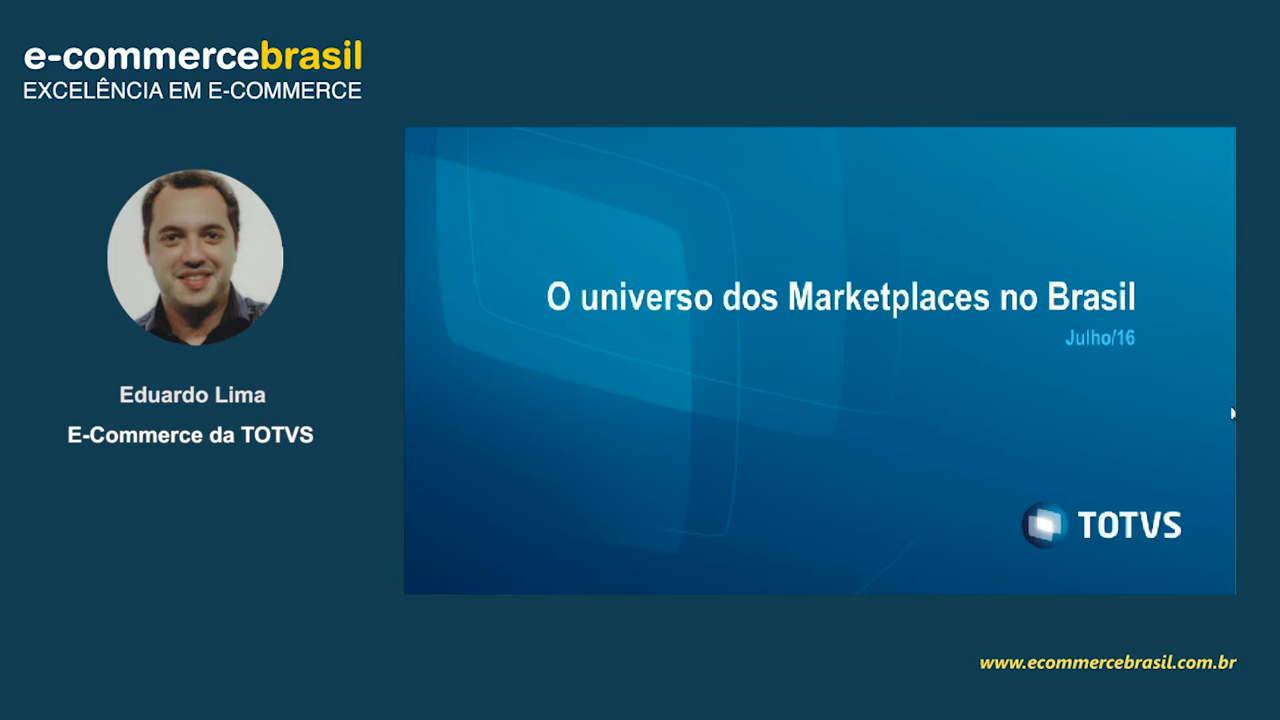 e-commercebrasil
EXCELÊNCIA EM E-COMMERCE
Eduardo Lima
E-Commerce da TOTVS
O universo dos Marketplaces no Brasil
Julho/16
TOTVS
www.ecommercebrasil.com.br